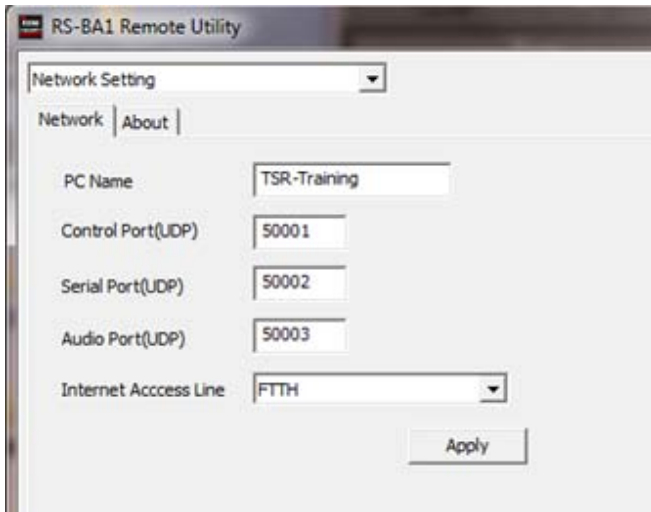 RS-BA1 Remote Utility
Network Setting
Network About
PC Name TSR-Training
Control Port(UDP) 50001
Serial Port(UDP) 50002
Audio Port(UDP) 50003
Internet Acccess Line FTTH
Apply